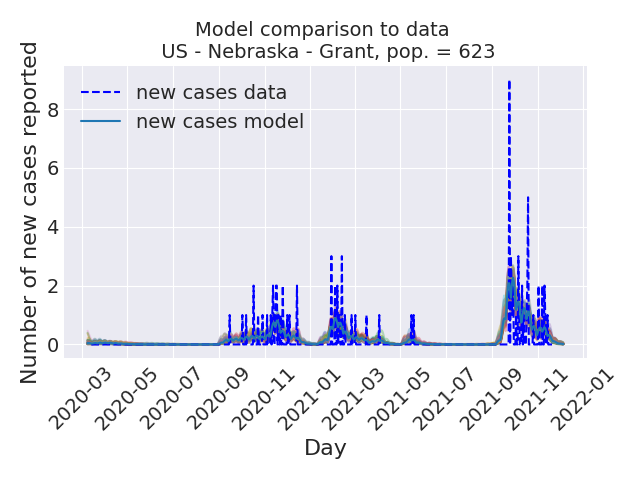 Model comparison to data
US - Nebraska - Grant, pop. = 623
Number of new cases reported
new cases data
new cases model
8
6
4
2
0
2020-03
2020-05
2020-07
2020-09
2020-11
2021-01
2021-03
2021-05
2021-07
2021-09
2021-11
2022-01
Day